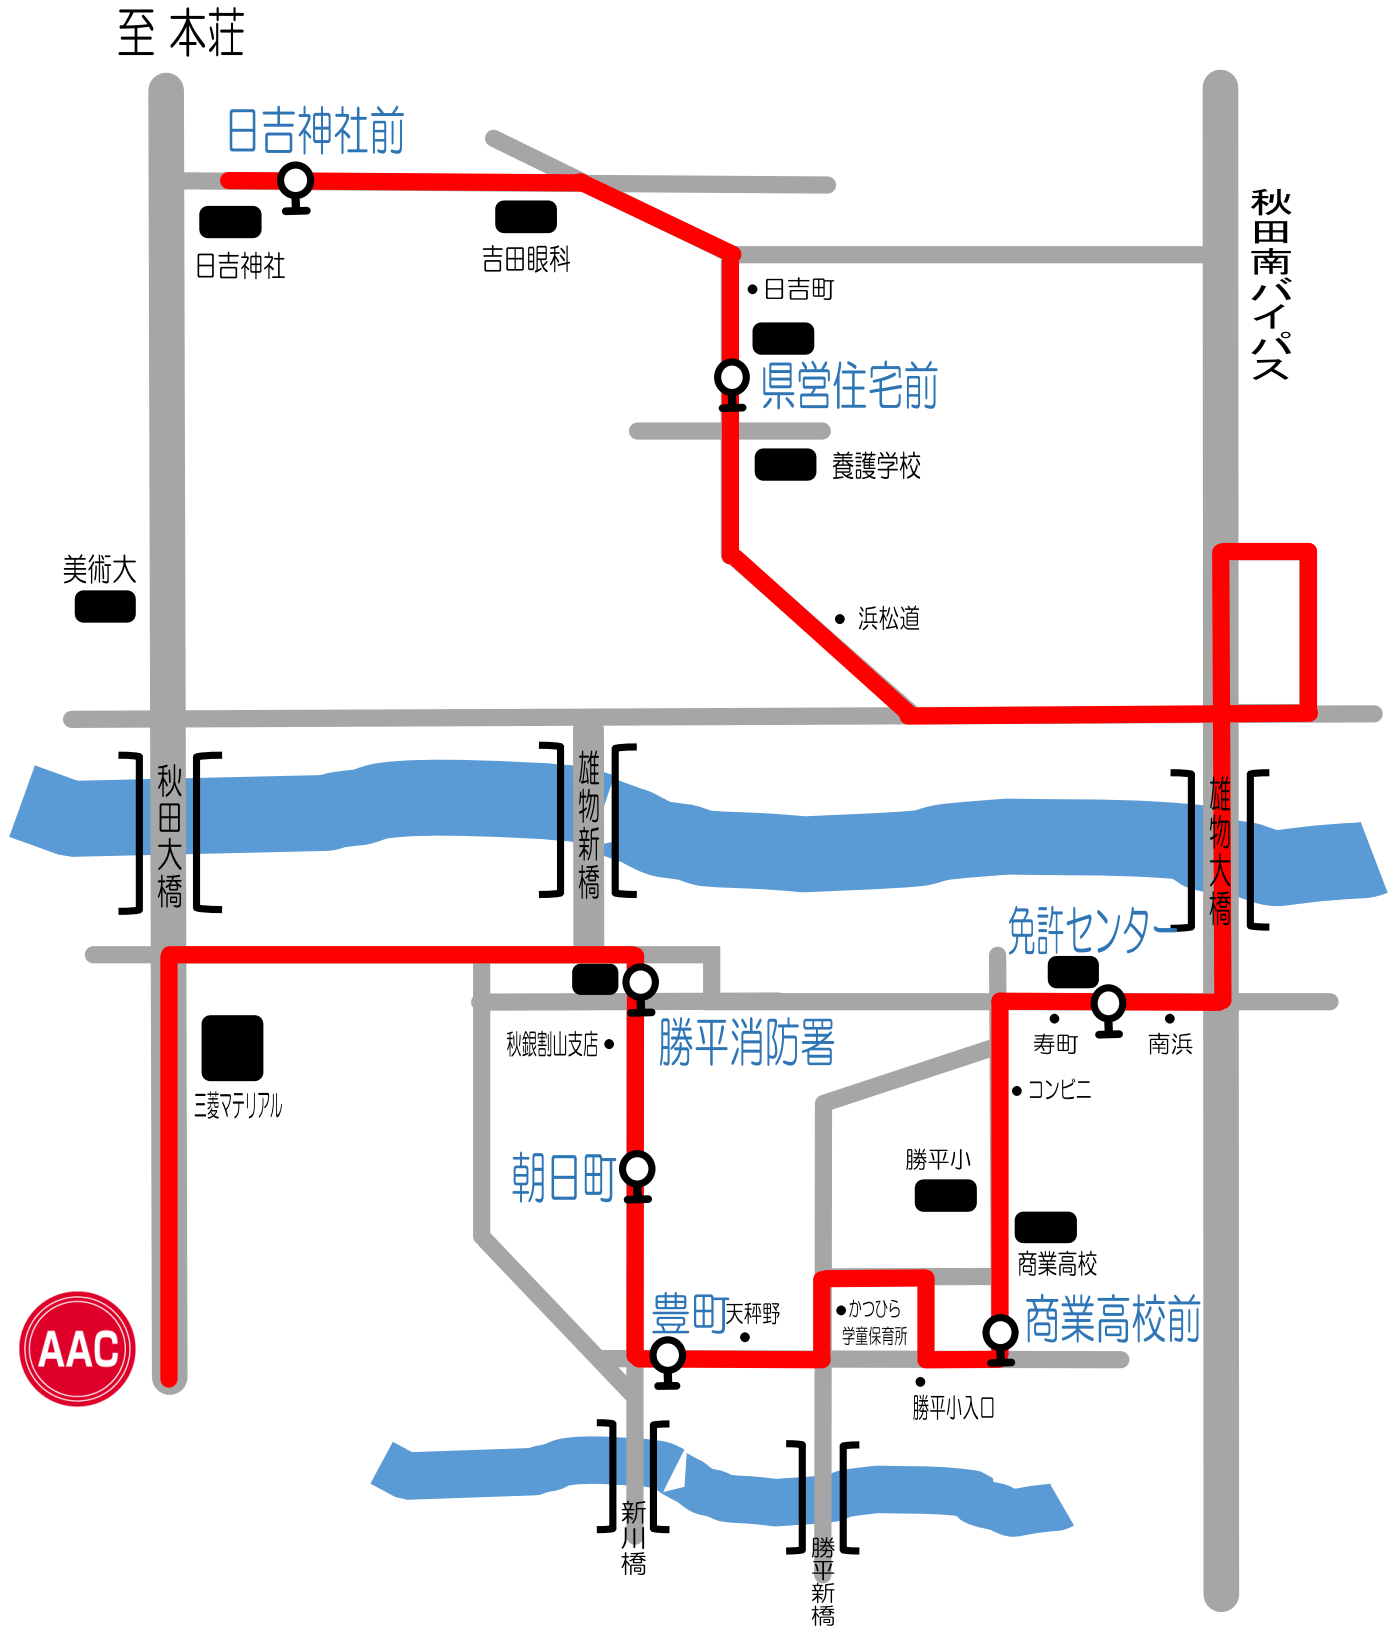 至 本荘
日吉神社前
日吉神社
吉田眼科
秋田南バイパス
日吉町
県営住宅前
養護学校
美術大
浜松道
秋田大橋
雄物新橋
雄物大橋
免許センター
寿町
南浜
勝平消防署
秋銀割山支店
コンビニ
三菱マテリアル
朝日町
勝平小
商業高校
豊町
天秤野
かつひら
学童保育所
商業高校前
AAC
勝平小入口
新川橋
勝平新橋